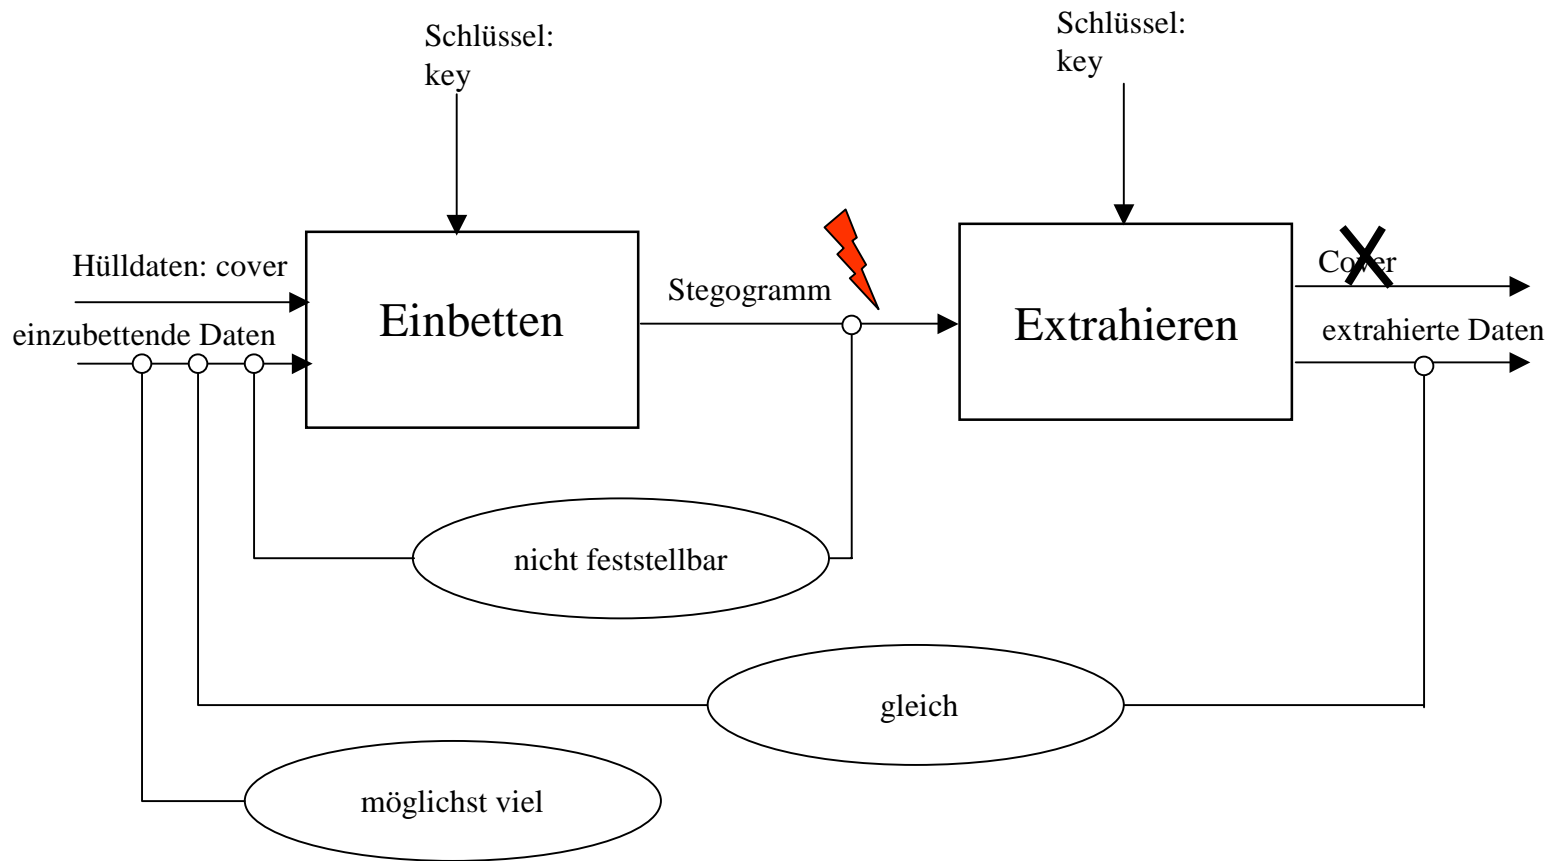 Schlüssel:
key
Schlüssel:
key
Hülldaten: cover
einzubettende Daten
Einbetten
Stegogramm
Extrahieren
Cover
extrahierte Daten
nicht feststellbar
gleich
möglichst viel